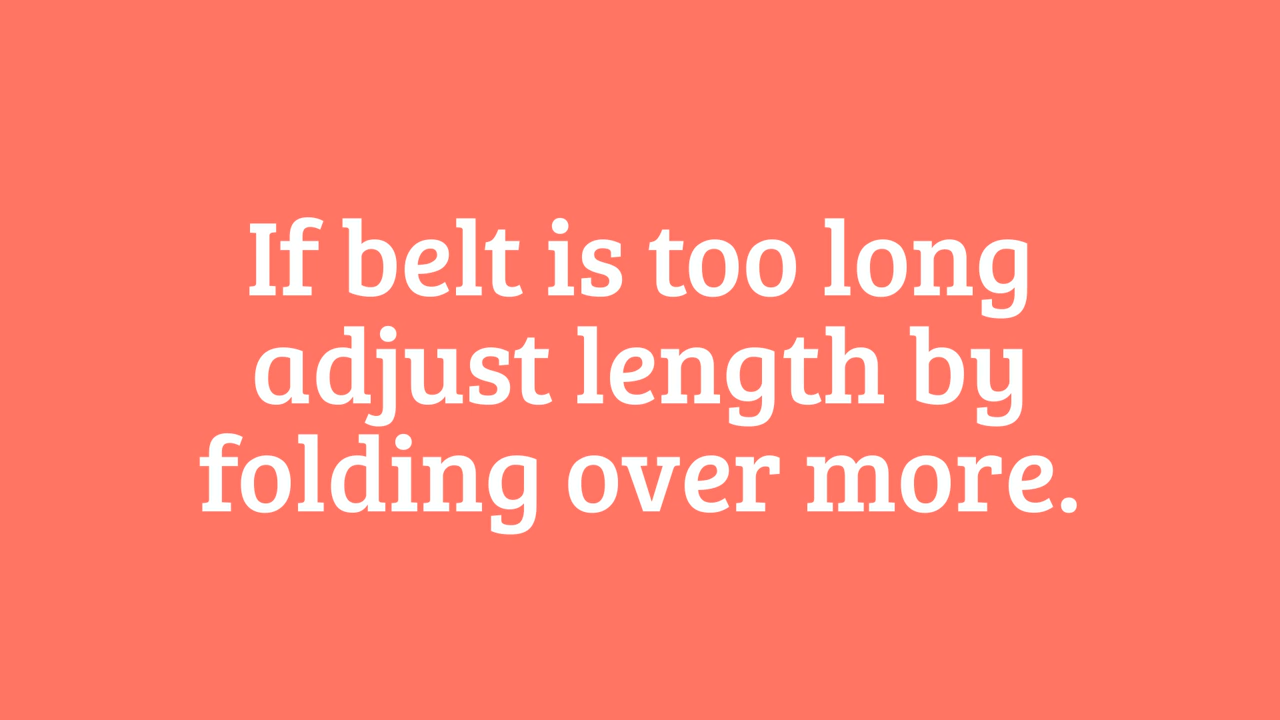 If belt is too long
adjust length by
folding over more.